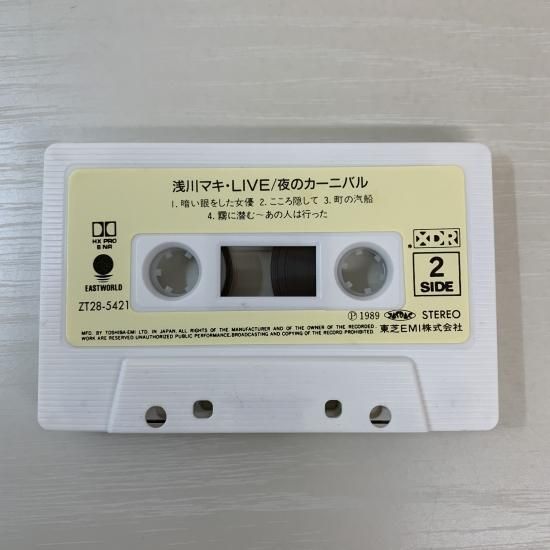 浅川マキ・LIVE/夜のカーニバル
1. 暗い眼をした女優 2. こころ隠して 3. 町の汽船
4. 霧に潜む〜あの人は行った
HX PRO
B NR
EASTWORLD
ZT28-5421
XDR
2
SIDE
Ⓟ 1989 STEREO
MFD. BY TOSHIBA-EMI LTD. IN JAPAN. ALL RIGHTS OF THE MANUFACTURER AND OF THE OWNER OF THE RECORDED
WORK ARE RESERVED. UNAUTHORIZED PUBLIC PERFORMANCE, BROADCASTING AND COPYING OF THE RECORD PROHIBITED.
東芝EMI株式会社